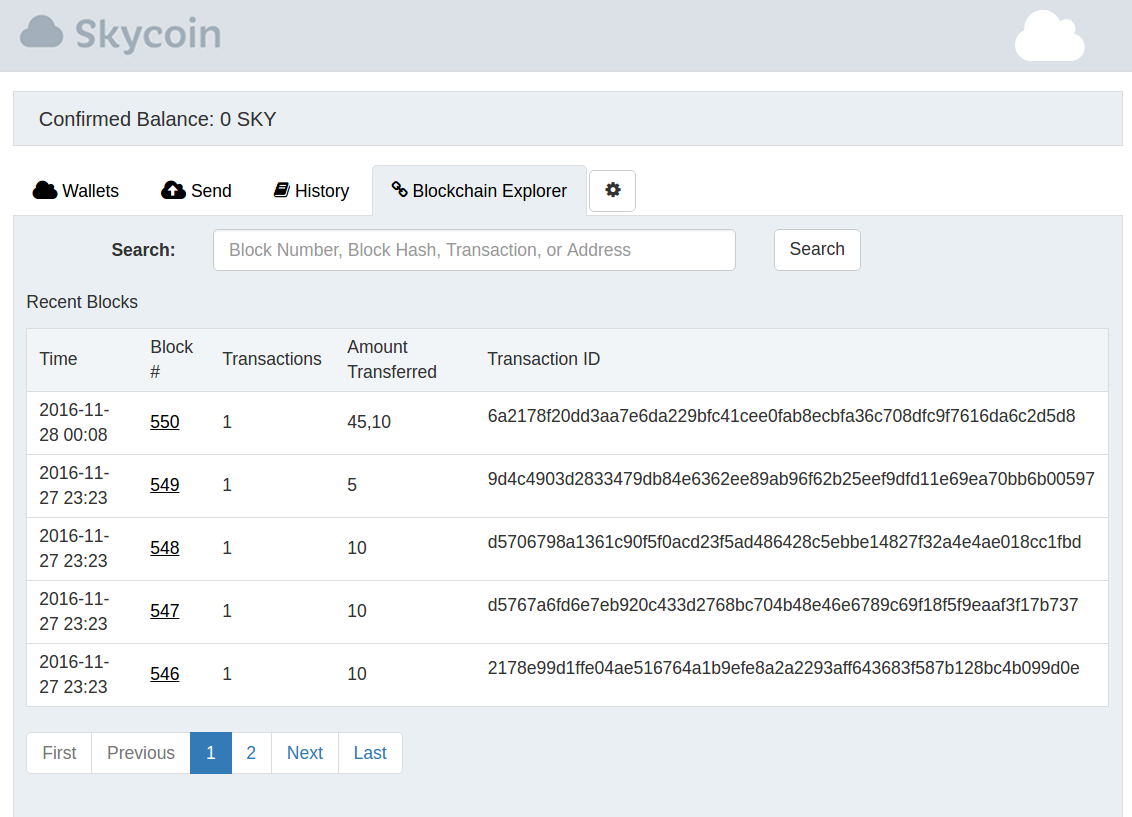 Skycoin
Confirmed Balance: 0 SKY
Wallets Send History Blockchain Explorer
Search: Block Number, Block Hash, Transaction, or Address Search
Recent Blocks
Time Block # Transactions Amount Transferred Transaction ID
2016-11-28 00:08 550 1 45,10 6a2178f20dd3aa7e6da229bfc41cee0fab8ecbfa36c708dfc9f7616da6c2d5d8
2016-11-27 23:23 549 1 5 9d4c4903d2833479db84e6362ee89ab96f62b25eef9dfd11e69ea70bb6b00597
2016-11-27 23:23 548 1 10 d5706798a1361c90f5f0acd23f5ad486428c5ebbe14827f32a4e4ae018cc1fbd
2016-11-27 23:23 547 1 10 d5767a6fd6e7eb920c433d2768bc704b48e46e6789c69f18f5f9eaaf3f17b737
2016-11-27 23:23 546 1 10 2178e99d1ffe04ae516764a1b9efe8a2a2293aff643683f587b128bc4b099d0e
First Previous 1 2 Next Last